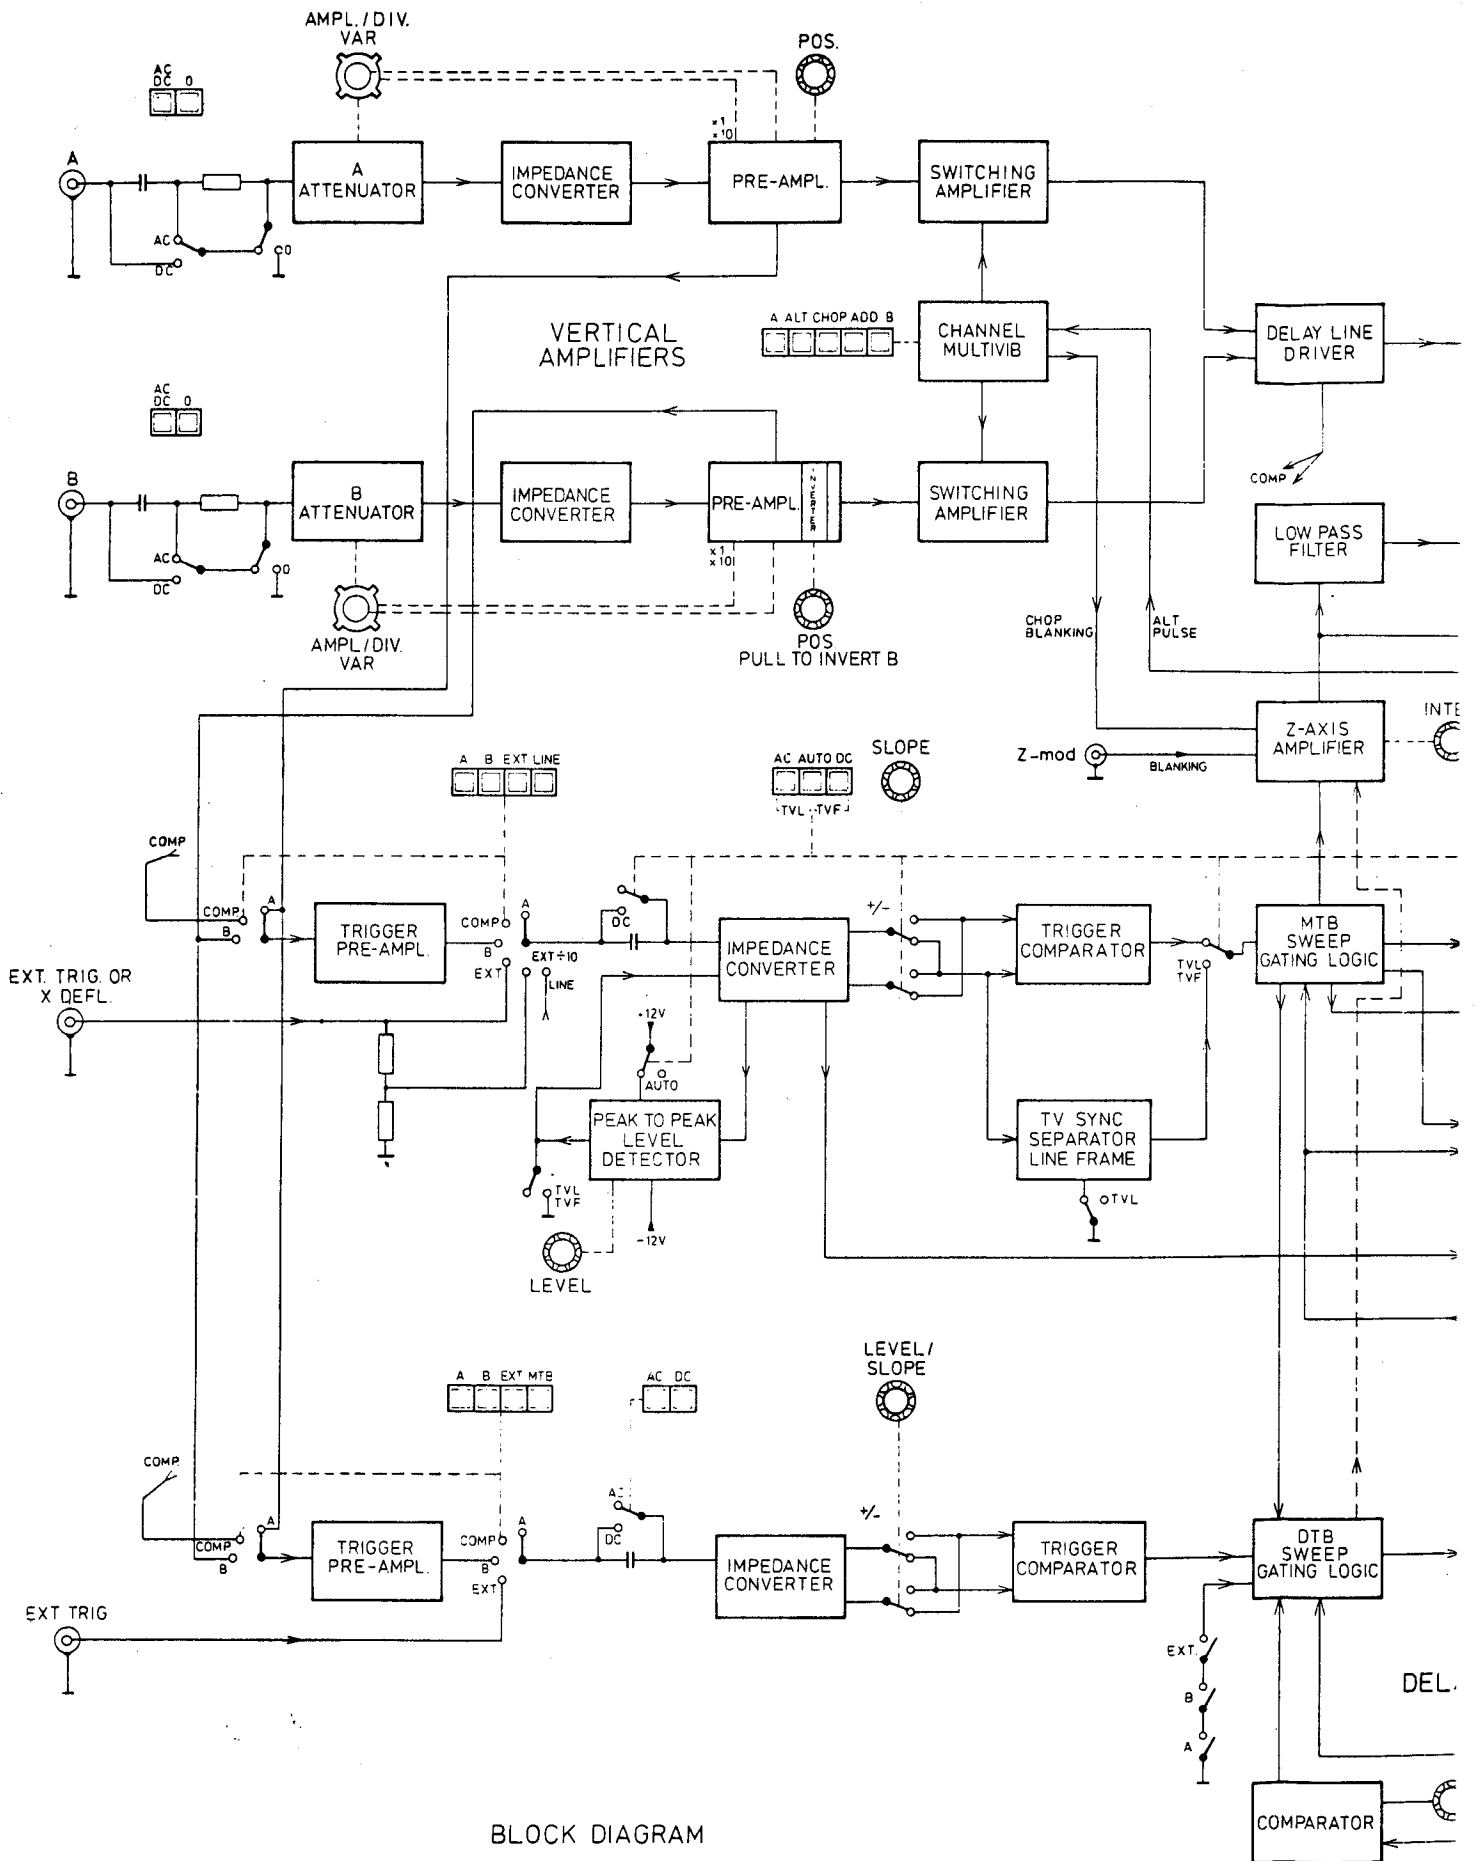 AMPL./DIV.
VAR
POS.
AC
DC 0
x1
x10
A
A
ATTENUATOR
IMPEDANCE
CONVERTER
PRE-AMPL.
SWITCHING
AMPLIFIER
AC
DC
0
VERTICAL
AMPLIFIERS
A ALT CHOP ADD B
CHANNEL
MULTIVIB
DELAY LINE
DRIVER
AC
DC 0
B
B
ATTENUATOR
IMPEDANCE
CONVERTER
PRE-AMPL.
INVERTER
SWITCHING
AMPLIFIER
COMP
LOW PASS
FILTER
AC
DC
0
x1
x10
AMPL/DIV.
VAR
POS
PULL TO INVERT B
CHOP
BLANKING
ALT
PULSE
Z-AXIS
AMPLIFIER
INTE
Z-mod
BLANKING
A B EXT LINE
AC AUTO DC
TVL TVF
SLOPE
COMP
COMP.
B
A
TRIGGER
PRE-AMPL.
COMP
B
EXT
A
EXT÷10
LINE
DC
IMPEDANCE
CONVERTER
+/-
TRIGGER
COMPARATOR
TVL
TVF
MTB
SWEEP
GATING LOGIC
EXT. TRIG. OR
X DEFL.
+12V
AUTO
PEAK TO PEAK
LEVEL
DETECTOR
TVL
TVF
-12V
LEVEL
TV SYNC
SEPARATOR
LINE FRAME
TVL
LEVEL/
SLOPE
A B EXT MTB
AC DC
COMP
COMP
B
A
TRIGGER
PRE-AMPL.
COMP
B
EXT
A
AC
DC
IMPEDANCE
CONVERTER
+/-
TRIGGER
COMPARATOR
DTB
SWEEP
GATING LOGIC
EXT TRIG
EXT.
B
A
DEL.
COMPARATOR
BLOCK DIAGRAM